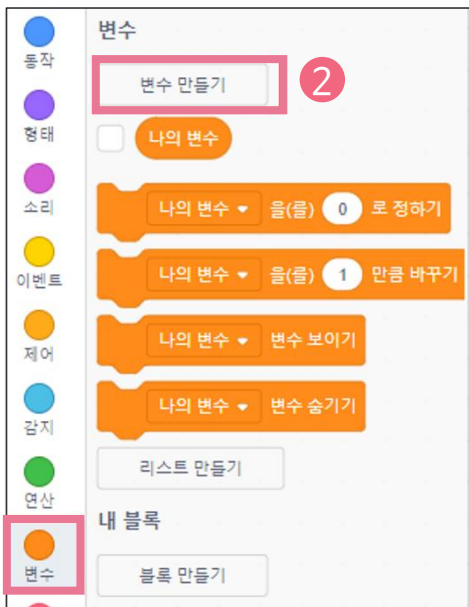 동작
형태
소리
이벤트
제어
감지
연산
변수
변수
변수 만들기
2
나의 변수
나의 변수 을(를) 0 로 정하기
나의 변수 을(를) 1 만큼 바꾸기
나의 변수 변수 보이기
나의 변수 변수 숨기기
리스트 만들기
내 블록
블록 만들기